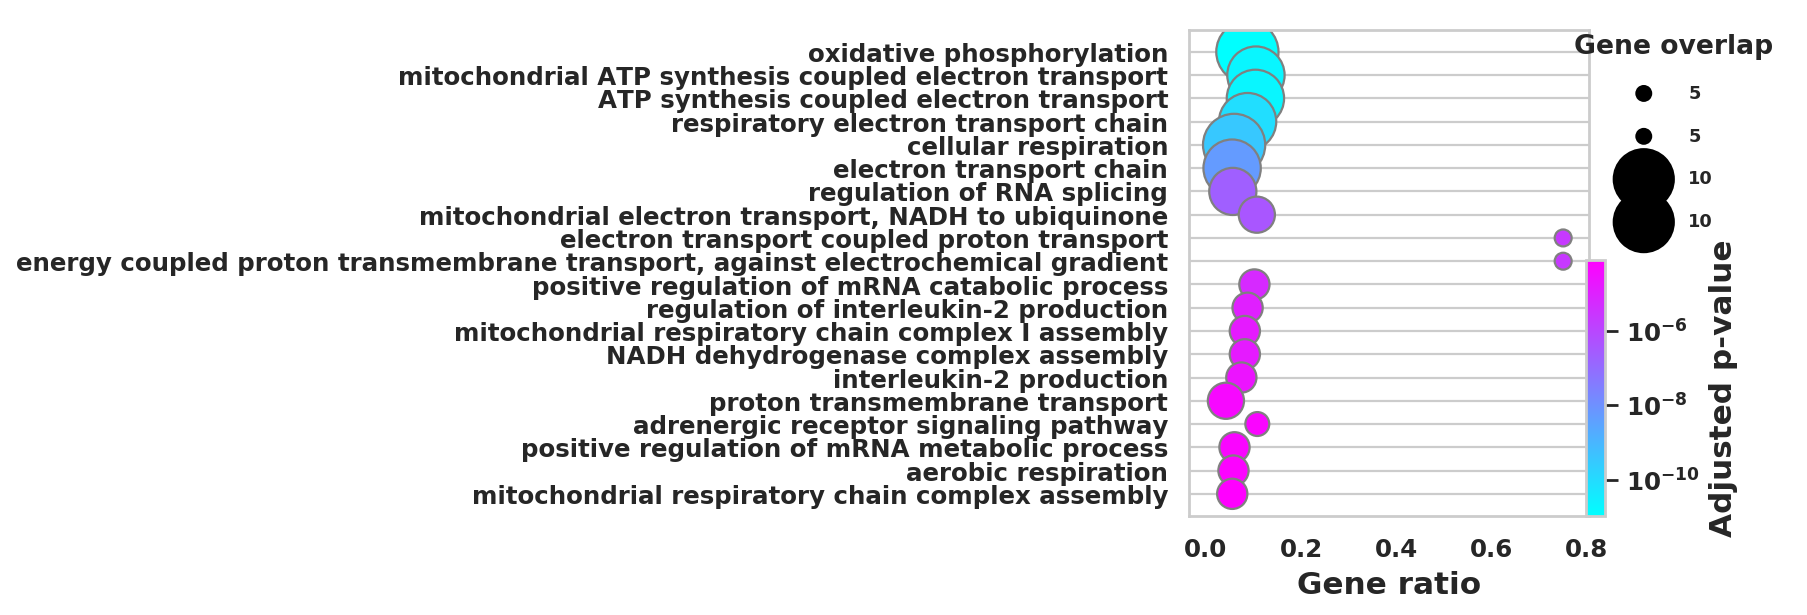 oxidative phosphorylation
mitochondrial ATP synthesis coupled electron transport
ATP synthesis coupled electron transport
respiratory electron transport chain
cellular respiration
electron transport chain
regulation of RNA splicing
mitochondrial electron transport, NADH to ubiquinone
electron transport coupled proton transport
energy coupled proton transmembrane transport, against electrochemical gradient
positive regulation of mRNA catabolic process
regulation of interleukin-2 production
mitochondrial respiratory chain complex I assembly
NADH dehydrogenase complex assembly
interleukin-2 production
proton transmembrane transport
adrenergic receptor signaling pathway
positive regulation of mRNA metabolic process
aerobic respiration
mitochondrial respiratory chain complex assembly
0.0 0.2 0.4 0.6 0.8
Gene ratio
Gene overlap
5
5
10
10
10⁻⁶
10⁻⁸
10⁻¹⁰
Adjusted p-value